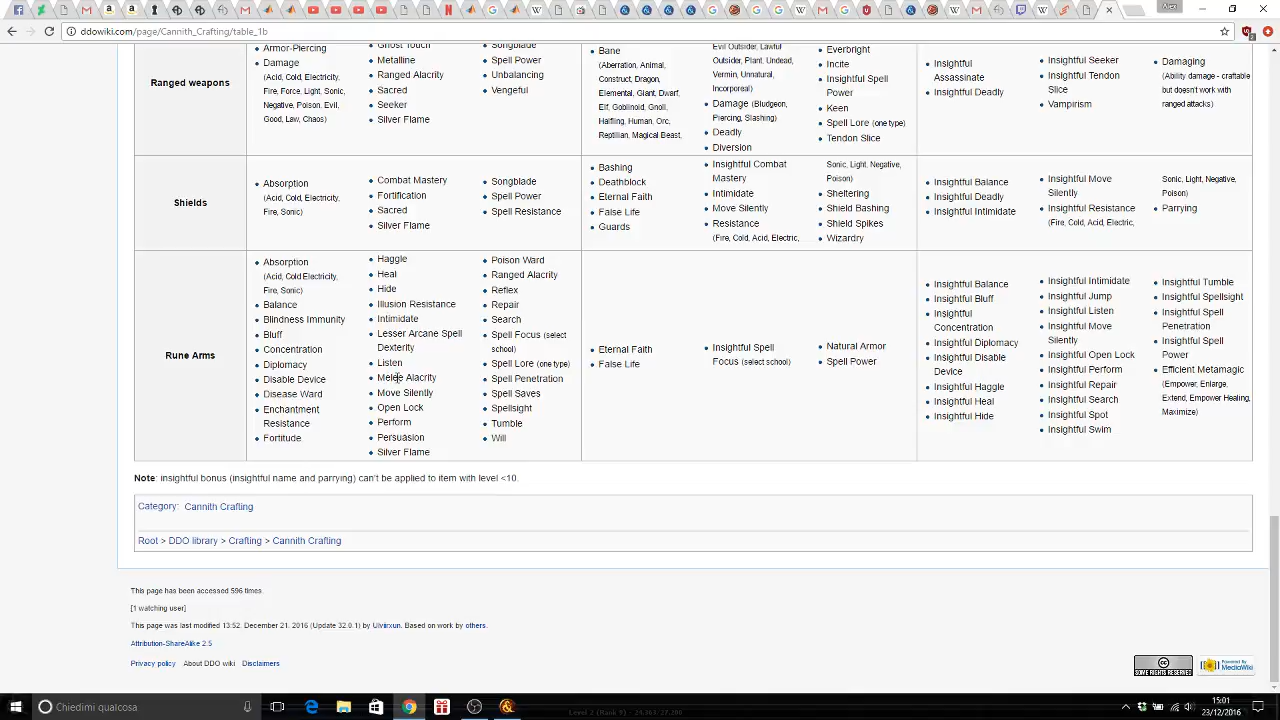 Alex
ddowiki.com/page/Cannith_Crafting/table_1b
Ranged weapons
Armor-Piercing
Damage
(Acid, Cold, Electricity,
Fire, Force, Light, Sonic,
Negative, Poison, Evil,
Good, Law, Chaos)
Ghost Touch
Metalline
Ranged Alacrity
Sacred
Seeker
Silver Flame
Songblade
Spell Power
Unbalancing
Vengeful
Bane
(Aberration, Animal,
Construct, Dragon,
Elemental, Giant, Dwarf,
Elf, Goblinoid, Gnoll,
Halfling, Human, Orc,
Reptilian, Magical Beast,
Evil Outsider, Lawful
Outsider, Plant, Undead,
Vermin, Unnatural,
Incorporeal)
Damage (Bludgeon,
Piercing, Slashing)
Deadly
Diversion
Everbright
Incite
Insightful Spell
Power
Keen
Spell Lore (one type)
Tendon Slice
Insightful
Assassinate
Insightful Deadly
Insightful Seeker
Insightful Tendon
Slice
Vampirism
Damaging
(Ability damage - craftable
but doesn't work with
ranged attacks)
Shields
Absorption
(Acid, Cold, Electricity,
Fire, Sonic)
Combat Mastery
Fortification
Sacred
Silver Flame
Songblade
Spell Power
Spell Resistance
Bashing
Deathblock
Eternal Faith
False Life
Guards
Insightful Combat
Mastery
Intimidate
Move Silently
Resistance
(Fire, Cold, Acid, Electric,
Sonic, Light, Negative,
Poison)
Sheltering
Shield Bashing
Shield Spikes
Wizardry
Insightful Balance
Insightful Deadly
Insightful Intimidate
Insightful Move
Silently
Insightful Resistance
(Fire, Cold, Acid, Electric,
Sonic, Light, Negative,
Poison)
Parrying
Rune Arms
Absorption
(Acid, Cold Electricity,
Fire, Sonic)
Balance
Blindness Immunity
Bluff
Concentration
Diplomacy
Disable Device
Disease Ward
Enchantment
Resistance
Fortitude
Haggle
Heal
Hide
Illusion Resistance
Intimidate
Lesser Arcane Spell
Dexterity
Listen
Melee Alacrity
Move Silently
Open Lock
Perform
Persuasion
Silver Flame
Poison Ward
Ranged Alacrity
Reflex
Repair
Search
Spell Focus (select
school)
Spell Lore (one type)
Spell Penetration
Spell Saves
Spellsight
Tumble
Will
Eternal Faith
False Life
Insightful Spell
Focus (select school)
Natural Armor
Spell Power
Insightful Balance
Insightful Bluff
Insightful
Concentration
Insightful Diplomacy
Insightful Disable
Device
Insightful Haggle
Insightful Heal
Insightful Hide
Insightful Intimidate
Insightful Jump
Insightful Listen
Insightful Move
Silently
Insightful Open Lock
Insightful Perform
Insightful Repair
Insightful Search
Insightful Spot
Insightful Swim
Insightful Tumble
Insightful Spellsight
Insightful Spell
Penetration
Insightful Spell
Power
Efficient Metamagic
(Empower, Enlarge,
Extend, Empower Healing,
Maximize)
Note: insightful bonus (insightful name and parrying) can't be applied to item with level <10.
Category: Cannith Crafting
Root > DDO library > Crafting > Cannith Crafting
This page has been accessed 596 times.
[1 watching user]
This page was last modified 13:52, December 21, 2016 (Update 32.0.1) by Ulvirxun. Based on work by others.
Attribution-ShareAlike 2.5
Privacy policy About DDO wiki Disclaimers
SOME RIGHTS RESERVED
Powered By
MediaWiki
Chiedimi qualcosa
15:01
23/12/2016